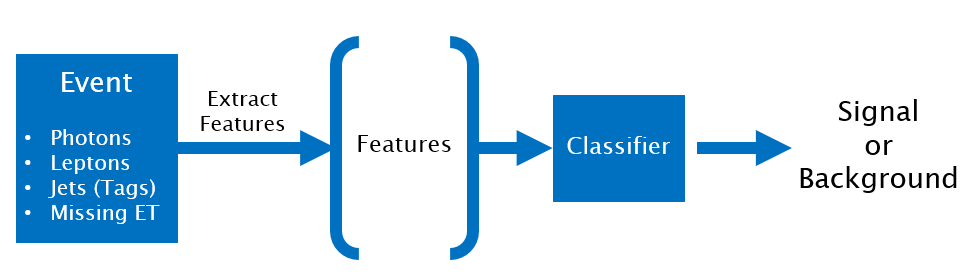 Event
• Photons
• Leptons
• Jets (Tags)
• Missing ET
Extract
Features
Features
Classifier
Signal
or
Background